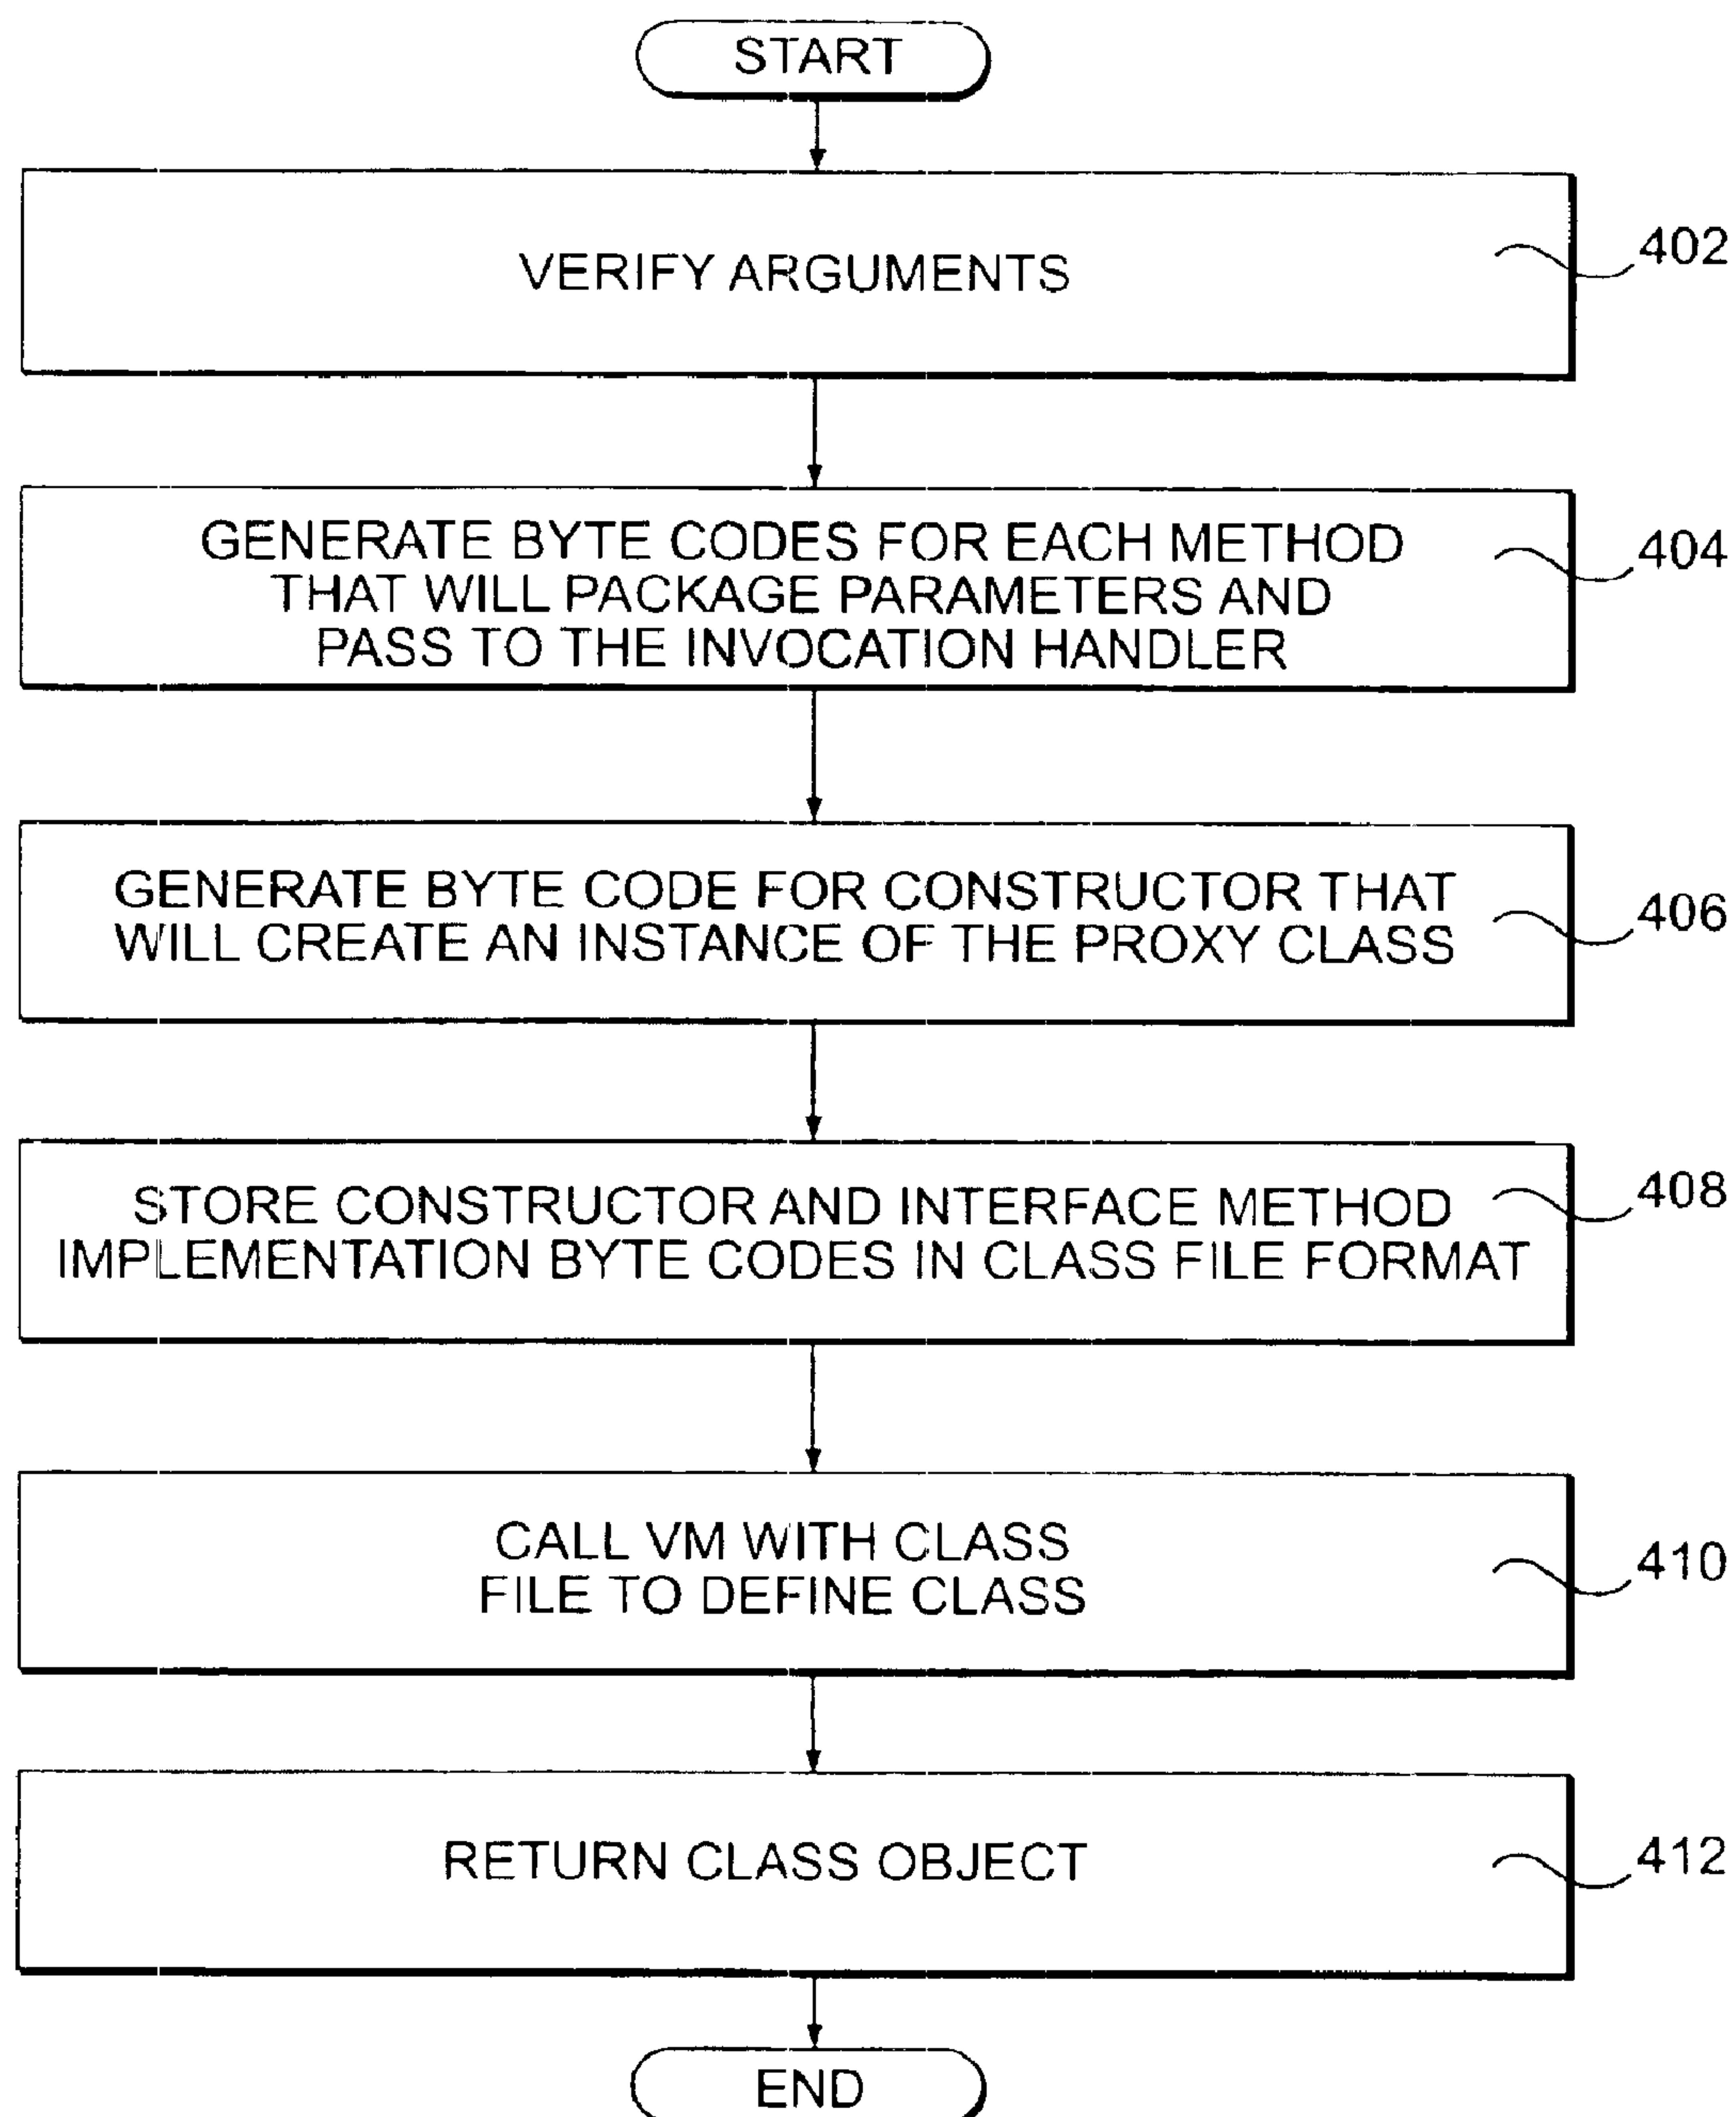 START
VERIFY ARGUMENTS
402
GENERATE BYTE CODES FOR EACH METHOD
THAT WILL PACKAGE PARAMETERS AND
PASS TO THE INVOCATION HANDLER
404
GENERATE BYTE CODE FOR CONSTRUCTOR THAT
WILL CREATE AN INSTANCE OF THE PROXY CLASS
406
STORE CONSTRUCTOR AND INTERFACE METHOD
IMPLEMENTATION BYTE CODES IN CLASS FILE FORMAT
408
CALL VM WITH CLASS
FILE TO DEFINE CLASS
410
RETURN CLASS OBJECT
412
END